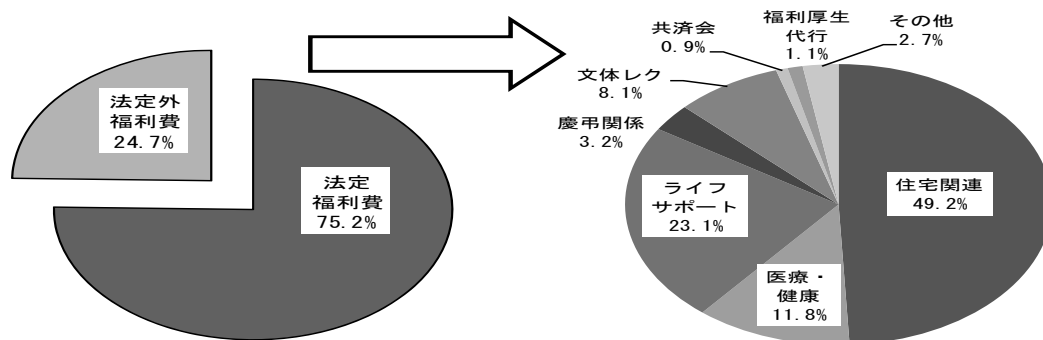 法定外
福利費
24.7%
法定
福利費
75.2%
共済会
0.9%
福利厚生
代行
1.1%
その他
2.7%
文体レク
8.1%
慶弔関係
3.2%
ライフ
サポート
23.1%
医療・
健康
11.8%
住宅関連
49.2%